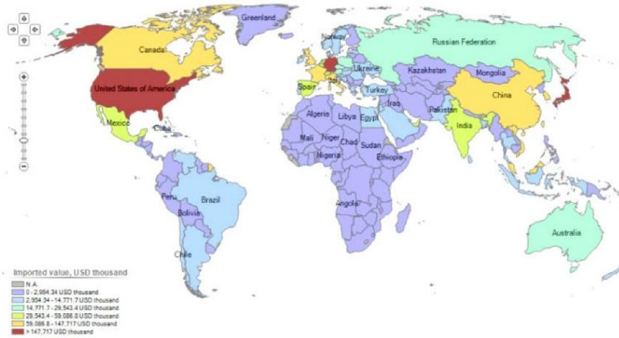 Greenland
Norway
Russian Federation
Canada
Ukraine
Kazakhstan
Mongolia
United States of America
Spain
Italy
Turkey
China
Iraq
Pakistan
Mexico
Cuba
Algeria
Libya
Egypt
India
Mali
Niger
Chad
Sudan
Nigeria
Ethiopia
Peru
Brazil
Angola
Bolivia
Chile
Australia
Imported value, USD thousand
N.A.
0 - 2,954.34 USD thousand
2,954.34 - 14,771.7 USD thousand
14,771.7 - 29,543.4 USD thousand
29,543.4 - 59,086.8 USD thousand
59,086.8 - 147,717 USD thousand
> 147,717 USD thousand